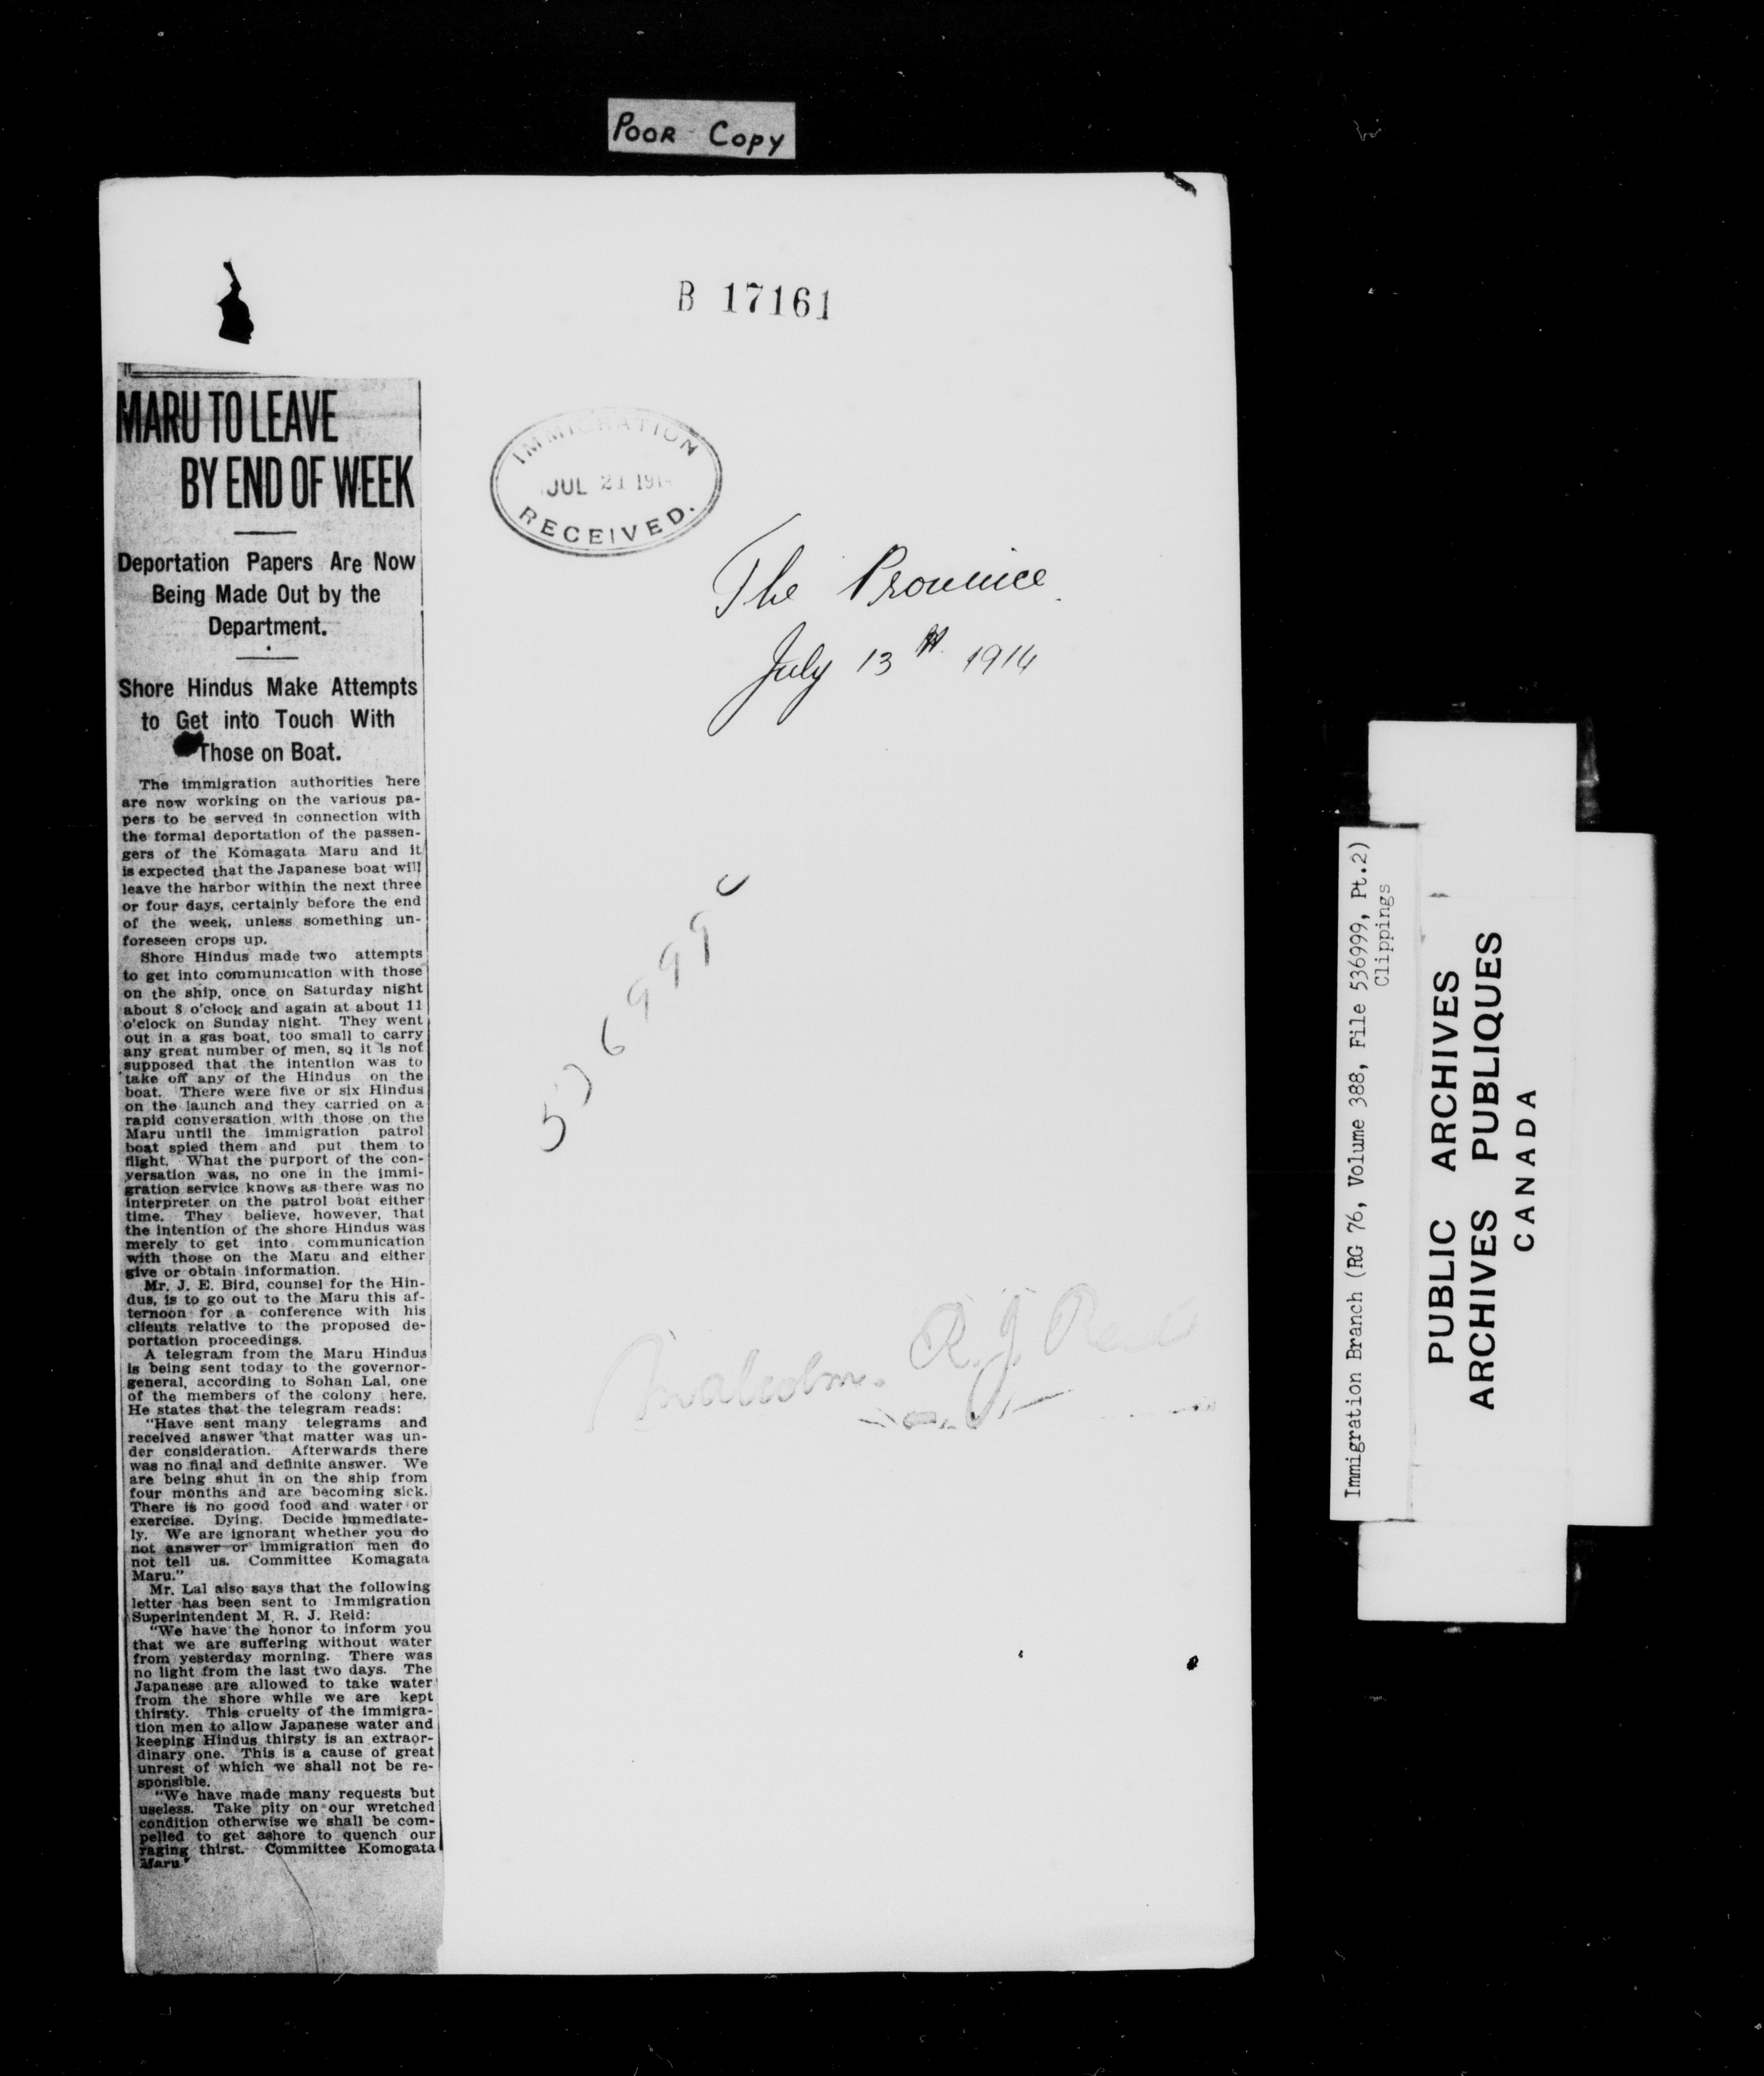 POOR COPY
B 17161
MARU TO LEAVE
BY END OF WEEK
Deportation Papers Are Now
Being Made Out by the
Department.
Shore Hindus Make Attempts
to Get into Touch With
Those on Boat.
The immigration authorities here
are now working on the various pa-
pers to be served in connection with
the formal deportation of the passen-
gers of the Komagata Maru and it
is expected that the Japanese boat will
leave the harbor within the next three
or four days, certainly before the end
of the week, unless something un-
foreseen crops up.
Shore Hindus made two attempts
to get into communication with those
on the ship, once on Saturday night
about 8 o'clock and again at about 11
o'clock on Sunday night. They went
out in a gas boat, too small to carry
any great number of men, so it is not
supposed that the intention was to
take off any of the Hindus on the
boat. There were five or six Hindus
on the launch and they carried on a
rapid conversation with those on the
Maru until the immigration patrol
boat spied them and put them to
flight. What the purport of the con-
versation was, no one in the immi-
gration service knows as there was no
interpreter on the patrol boat either
time. They believe, however, that
the intention of the shore Hindus was
merely to get into communication
with those on the Maru and either
give or obtain information.
Mr. J. E. Bird, counsel for the Hin-
dus, is to go out to the Maru this af-
ternoon for a conference with his
clients relative to the proposed de-
portation proceedings.
A telegram from the Maru Hindus
is being sent today to the governor-
general, according to Sohan Lal, one
of the members of the colony here.
He states that the telegram reads:
"Have sent many telegrams and
received answer that matter was un-
der consideration. Afterwards there
was no final and definite answer. We
are being shut in on the ship from
four months and are becoming sick.
There is no good food and water or
exercise. Dying. Decide immediate-
ly. We are ignorant whether you do
not answer or immigration men do
not tell us. Committee Komagata
Maru."
Mr. Lal also says that the following
letter has been sent to Immigration
Superintendent M. R. J. Reid:
"We have the honor to inform you
that we are suffering without water
from yesterday morning. There was
no light from the last two days. The
Japanese are allowed to take water
from the shore while we are kept
thirsty. This cruelty of the immigra-
tion men to allow Japanese water and
keeping Hindus thirsty is an extraor-
dinary one. This is a cause of great
unrest of which we shall not be re-
sponsible.
"We have made many requests but
useless. Take pity on our wretched
condition otherwise we shall be com-
pelled to get ashore to quench our
raging thirst. Committee Komogata
Maru"
IMMIGRATION
JUL 21 191
RECEIVED.
The Province
July 13th 1914
536999
Malcolm R. J. Reid
Immigration Branch (RG 76, Volume 388, File 536999, Pt.2)
Clippings
PUBLIC ARCHIVES
ARCHIVES PUBLIQUES
CANADA